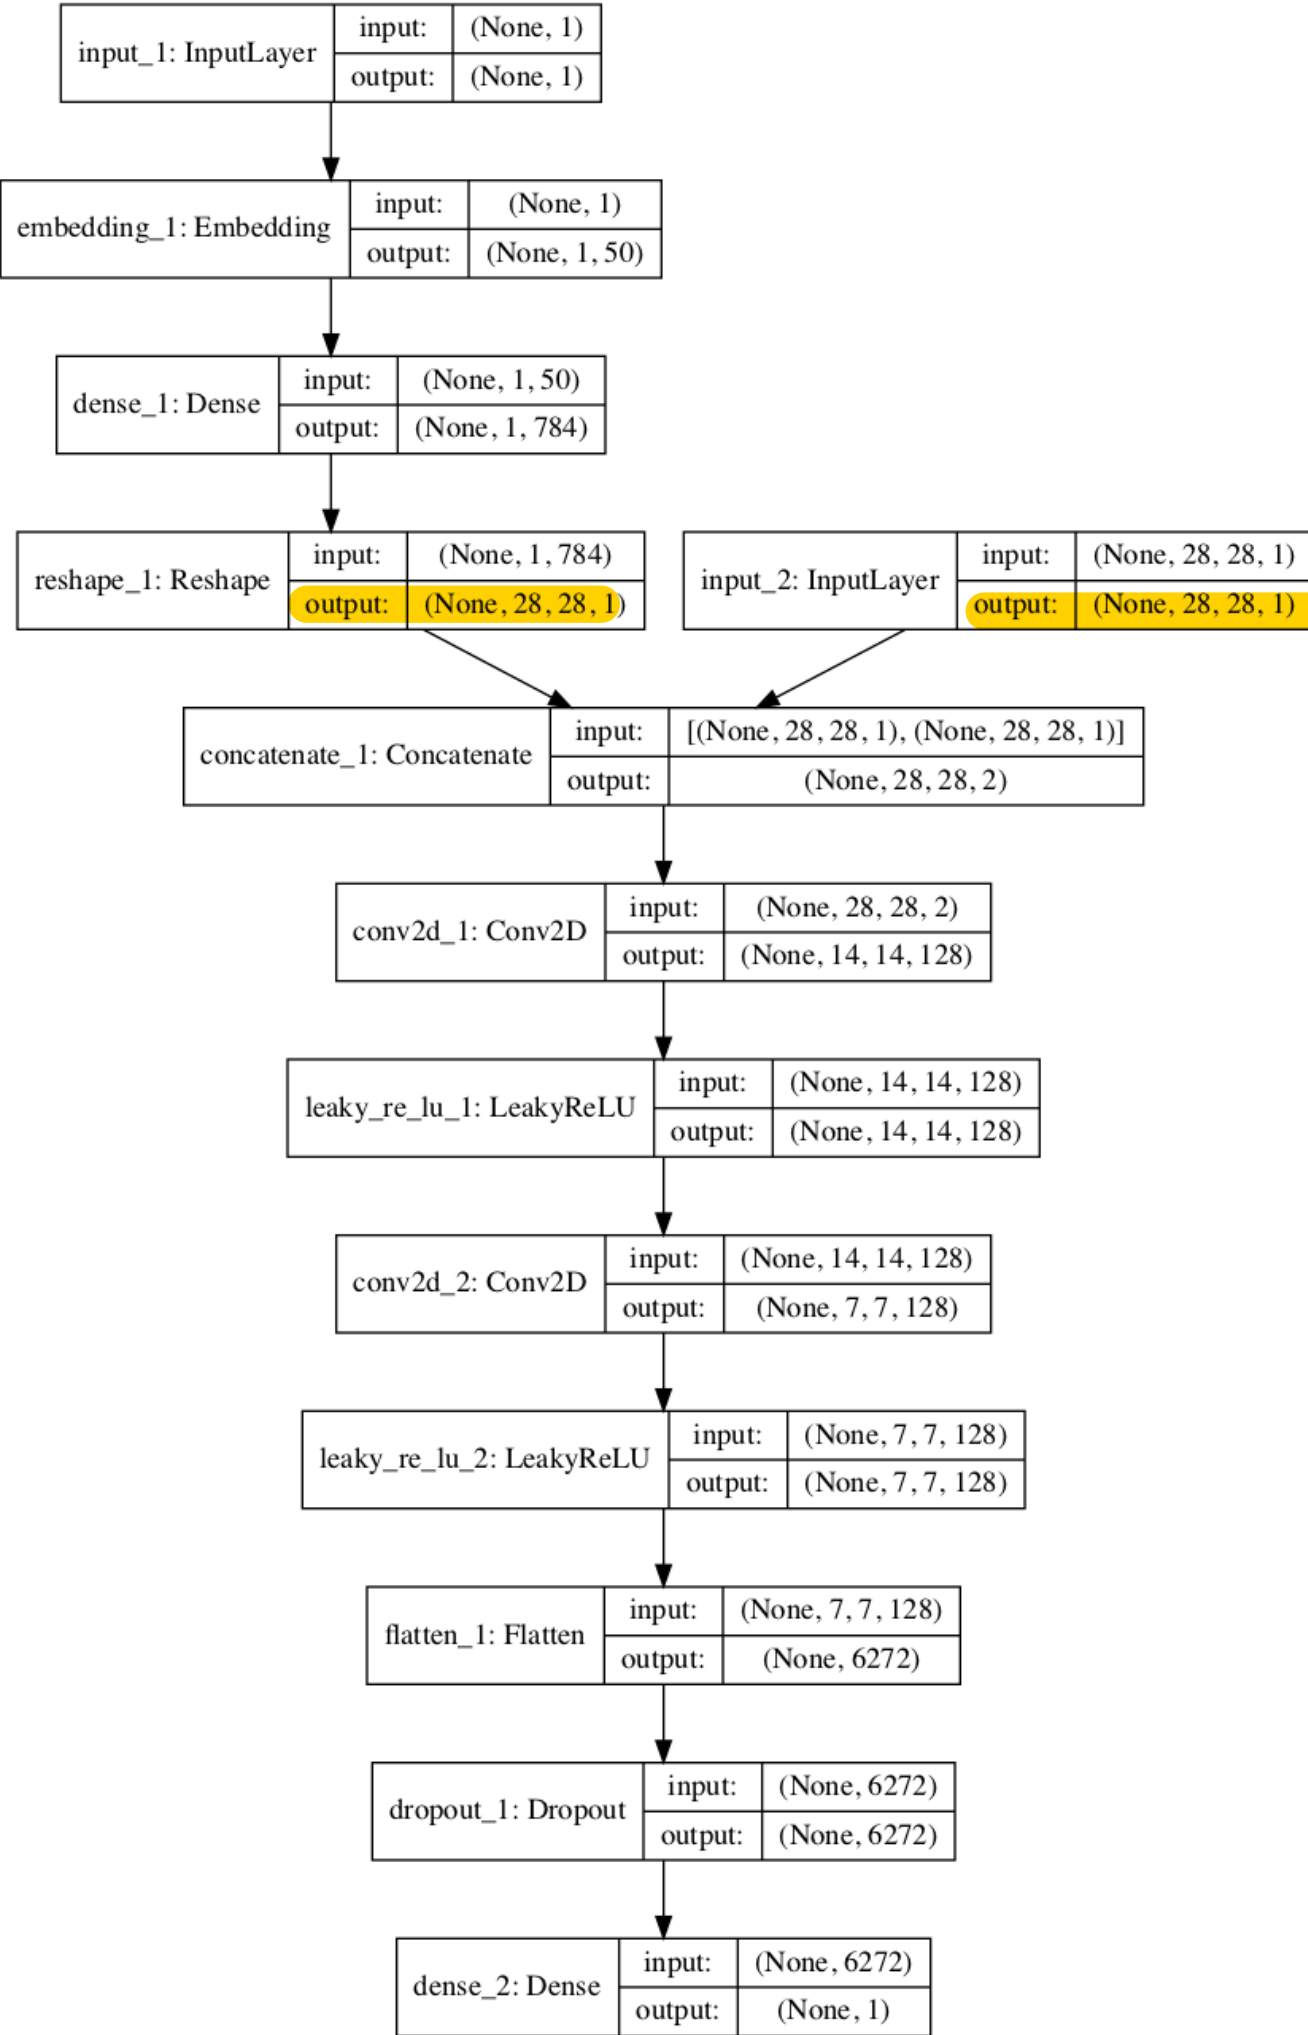 input_1: InputLayer
input: (None, 1)
output: (None, 1)
embedding_1: Embedding
input: (None, 1)
output: (None, 1, 50)
dense_1: Dense
input: (None, 1, 50)
output: (None, 1, 784)
reshape_1: Reshape
input: (None, 1, 784)
output: (None, 28, 28, 1)
input_2: InputLayer
input: (None, 28, 28, 1)
output: (None, 28, 28, 1)
concatenate_1: Concatenate
input: [(None, 28, 28, 1), (None, 28, 28, 1)]
output: (None, 28, 28, 2)
conv2d_1: Conv2D
input: (None, 28, 28, 2)
output: (None, 14, 14, 128)
leaky_re_lu_1: LeakyReLU
input: (None, 14, 14, 128)
output: (None, 14, 14, 128)
conv2d_2: Conv2D
input: (None, 14, 14, 128)
output: (None, 7, 7, 128)
leaky_re_lu_2: LeakyReLU
input: (None, 7, 7, 128)
output: (None, 7, 7, 128)
flatten_1: Flatten
input: (None, 7, 7, 128)
output: (None, 6272)
dropout_1: Dropout
input: (None, 6272)
output: (None, 6272)
dense_2: Dense
input: (None, 6272)
output: (None, 1)